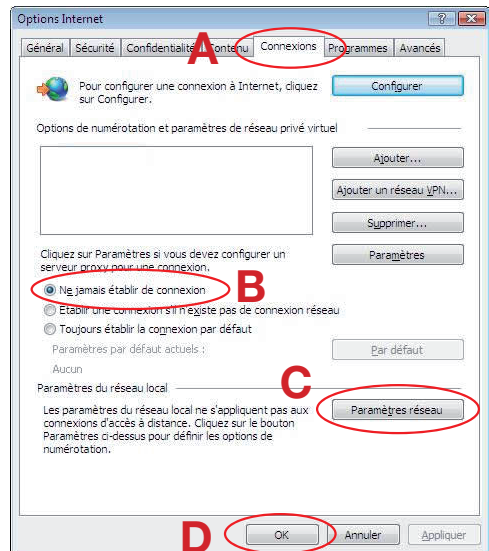 Options Internet
Général Sécurité Confidentialité Contenu Connexions Programmes Avancés
A
Pour configurer une connexion à Internet, cliquez
sur Configurer.
Configurer
Options de numérotation et paramètres de réseau privé virtuel
Ajouter...
Ajouter un réseau VPN...
Supprimer...
Cliquez sur Paramètres si vous devez configurer un
serveur proxy pour une connexion.
Paramètres
Ne jamais établir de connexion
B
Établir une connexion s'il n'existe pas de connexion réseau
Toujours établir la connexion par défaut
Paramètres par défaut actuels :
Aucun
Par défaut
Paramètres du réseau local
C
Les paramètres du réseau local ne s'appliquent pas aux
connexions d'accès à distance. Cliquez sur le bouton
Paramètres ci-dessus pour définir les options de
numérotation.
Paramètres réseau
D
OK Annuler Appliquer